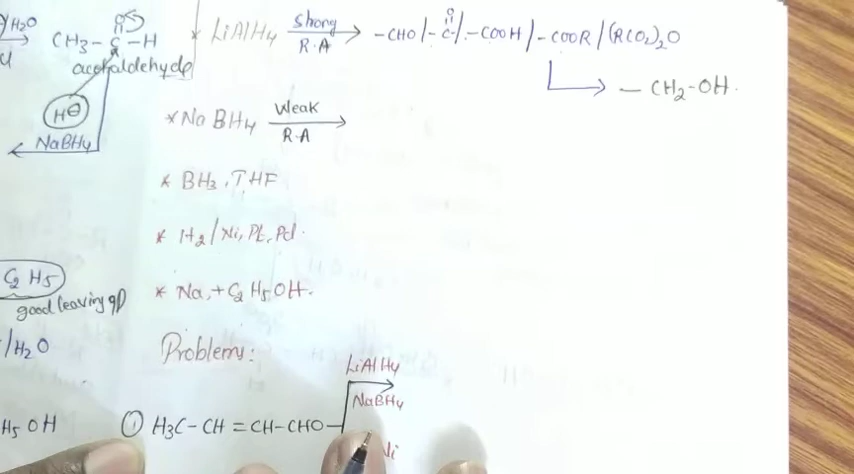 /H2O
CH3 – C – H
O
acetaldehyde
H⊖
NaBH4
* LiAlH4 strong R.A → –CHO / –C– / –COOH / –COOR / (RCO2)2O
O
→ – CH2–OH.
* NaBH4 Weak R.A →
* BH3.THF
* H2/Ni, Pt, Pd.
* Na + C2H5OH.
C2H5
good leaving gp
/H2O
H5OH
Problems:
LiAlH4
NaBH4
① H3C – CH = CH – CHO
Ni